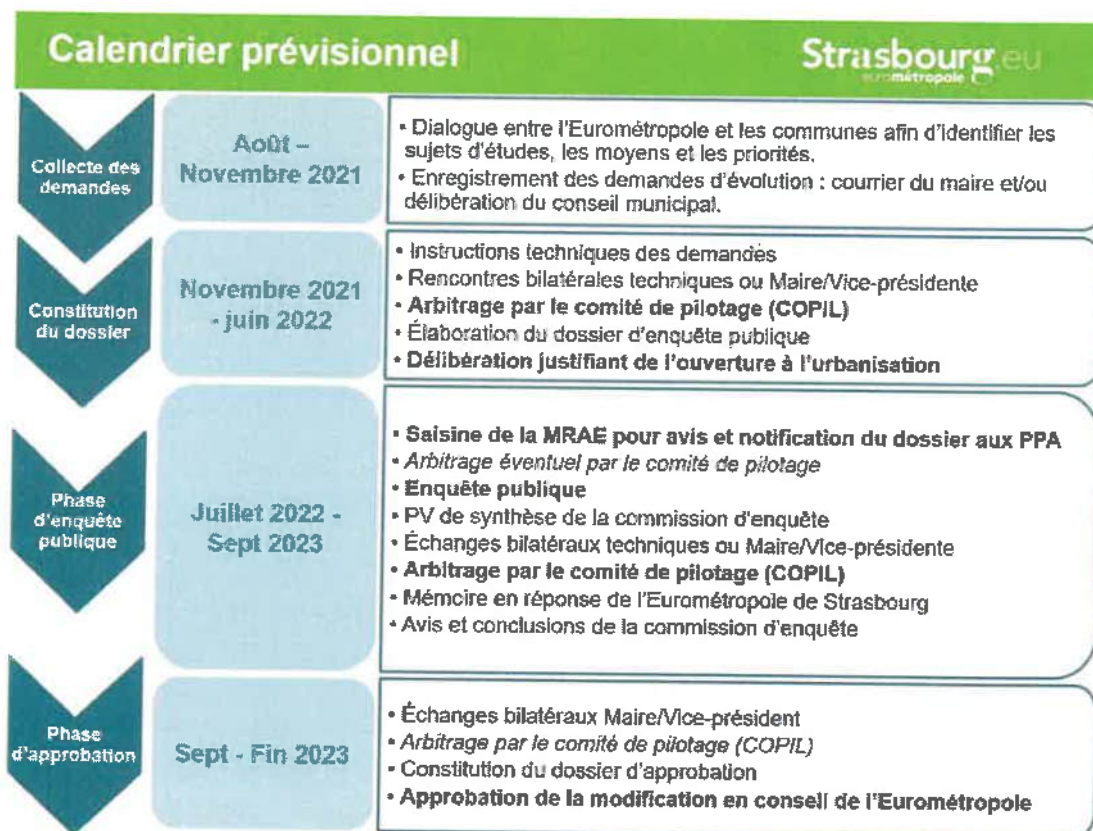 Calendrier prévisionnel
Strasbourg.eu
eurométropole
Collecte des
demandes
Août –
Novembre 2021
• Dialogue entre l'Eurométropole et les communes afin d'identifier les
sujets d'études, les moyens et les priorités.
• Enregistrement des demandes d'évolution : courrier du maire et/ou
délibération du conseil municipal.
Constitution
du dossier
Novembre 2021
- juin 2022
• Instructions techniques des demandes
• Rencontres bilatérales techniques ou Maire/Vice-présidente
• Arbitrage par le comité de pilotage (COPIL)
• Élaboration du dossier d'enquête publique
• Délibération justifiant de l'ouverture à l'urbanisation
Phase
d'enquête
publique
Juillet 2022 -
Sept 2023
• Saisine de la MRAE pour avis et notification du dossier aux PPA
• Arbitrage éventuel par le comité de pilotage
• Enquête publique
• PV de synthèse de la commission d'enquête
• Échanges bilatéraux techniques ou Maire/Vice-présidente
• Arbitrage par le comité de pilotage (COPIL)
• Mémoire en réponse de l'Eurométropole de Strasbourg
• Avis et conclusions de la commission d'enquête
Phase
d'approbation
Sept - Fin 2023
• Échanges bilatéraux Maire/Vice-président
• Arbitrage par le comité de pilotage (COPIL)
• Constitution du dossier d'approbation
• Approbation de la modification en conseil de l'Eurométropole